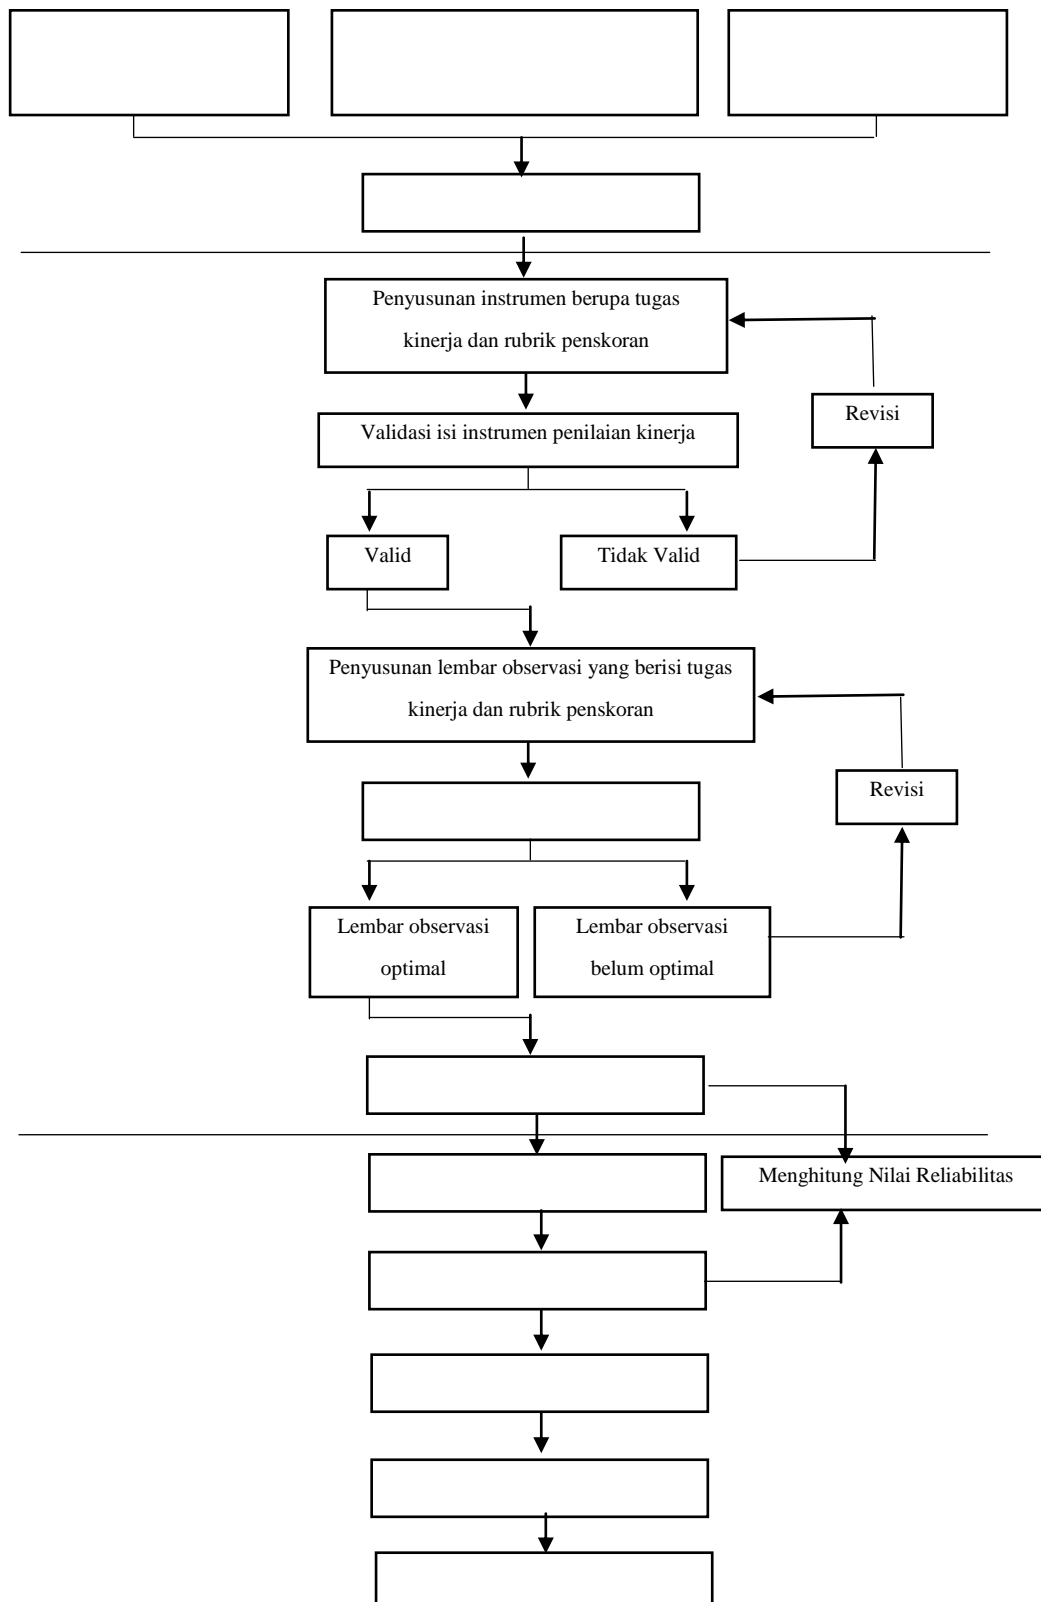 Penyusunan instrumen berupa tugas
kinerja dan rubrik penskoran
Revisi
Validasi isi instrumen penilaian kinerja
Valid
Tidak Valid
Penyusunan lembar observasi yang berisi tugas
kinerja dan rubrik penskoran
Revisi
Lembar observasi
optimal
Lembar observasi
belum optimal
Menghitung Nilai Reliabilitas